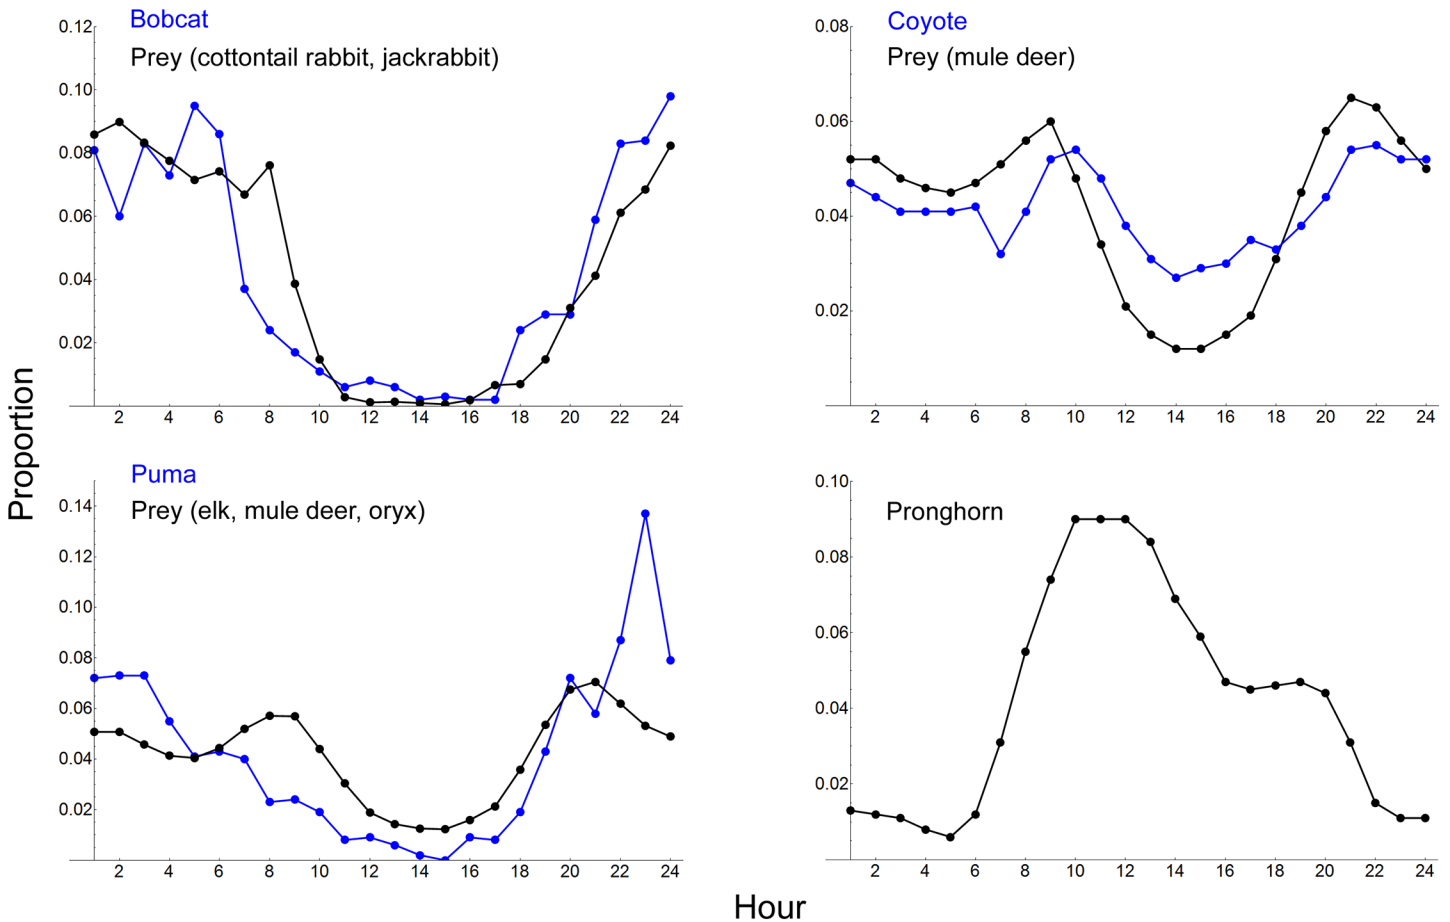 Bobcat
Prey (cottontail rabbit, jackrabbit)
0.12
0.10
0.08
0.06
0.04
0.02
2 4 6 8 10 12 14 16 18 20 22 24
Coyote
Prey (mule deer)
0.08
0.06
0.04
0.02
2 4 6 8 10 12 14 16 18 20 22 24
Proportion
Puma
Prey (elk, mule deer, oryx)
0.14
0.12
0.10
0.08
0.06
0.04
0.02
2 4 6 8 10 12 14 16 18 20 22 24
Pronghorn
0.10
0.08
0.06
0.04
0.02
2 4 6 8 10 12 14 16 18 20 22 24
Hour